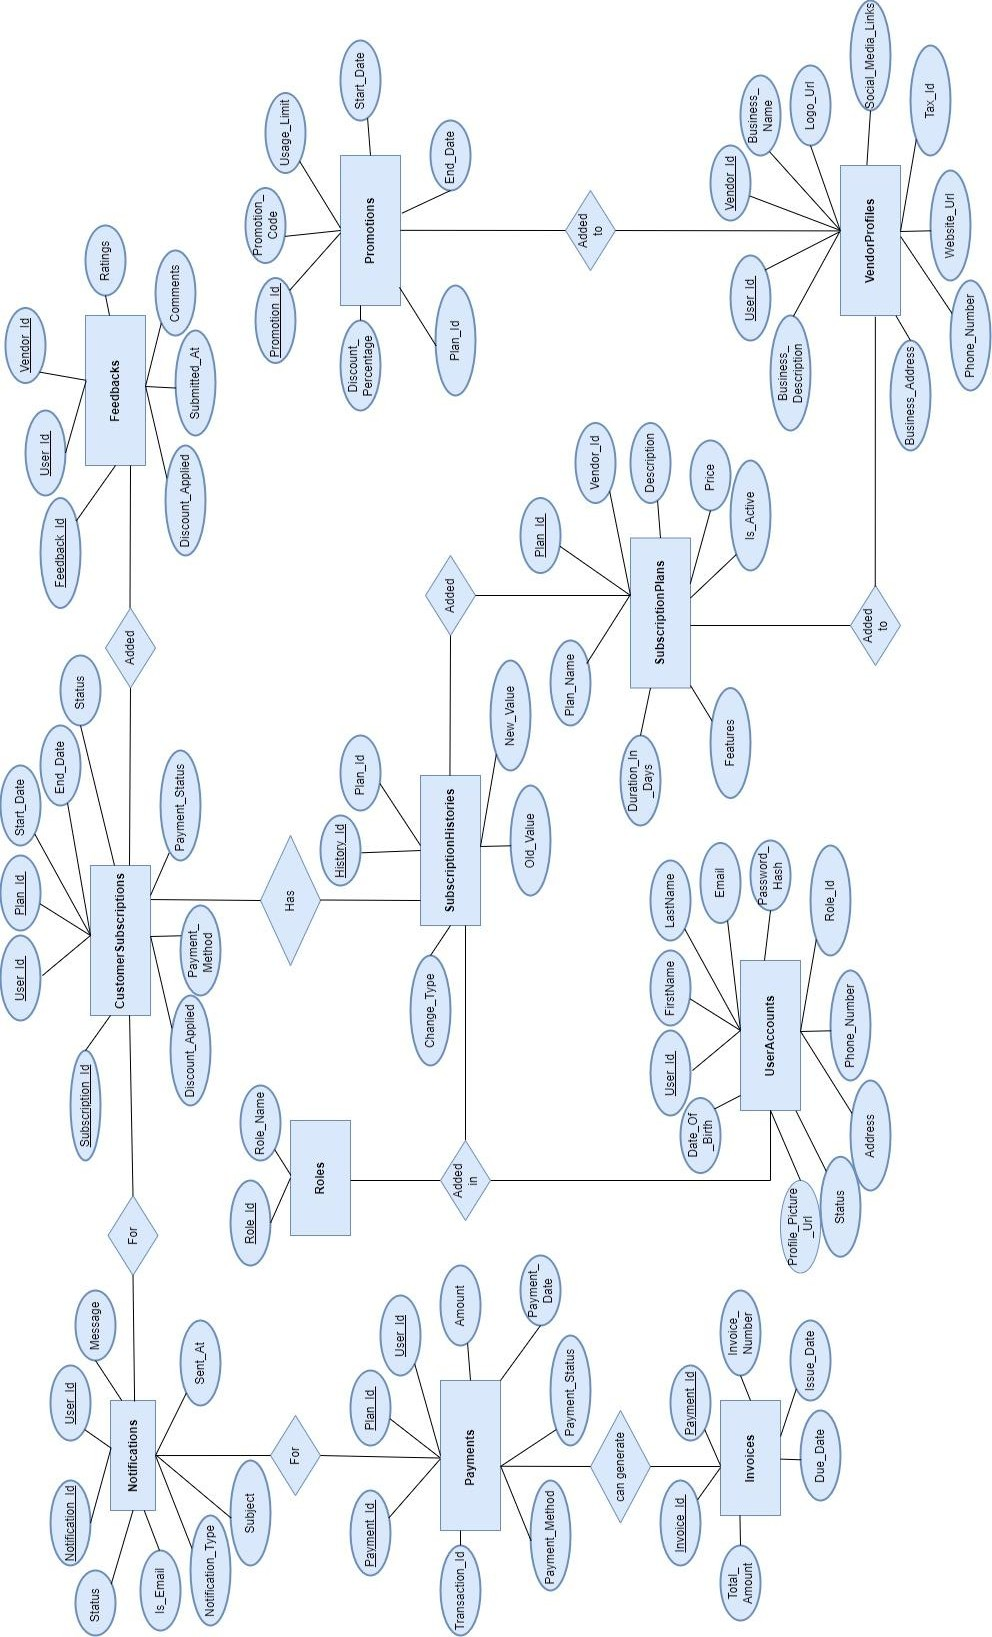 Notification_Id
User_Id
Message
Status
Is_Email
Notification_Type
Subject
Sent_At
Notifications
For
Subscription_Id
User_Id
Plan_Id
Start_Date
End_Date
Status
Payment_Status
Payment_
Method
Discount_Applied
CustomerSubscriptions
Added
Feedback_Id
User_Id
Vendor_Id
Ratings
Comments
Submitted_At
Discount_Applied
Feedbacks
For
Role_Id
Role_Name
Roles
Has
History_Id
Plan_Id
New_Value
Old_Value
Change_Type
SubscriptionHistories
Added
in
Added
Promotion_Id
Promotion_
Code
Usage_Limit
Start_Date
End_Date
Plan_Id
Discount_
Percentage
Promotions
Added
to
Payment_Id
Plan_Id
User_Id
Amount
Payment_
Date
Payment_Status
Payment_Method
Transaction_Id
Payments
can generate
Plan_Name
Plan_Id
Vendor_Id
Description
Price
Is_Active
Features
Duration_In
_Days
SubscriptionPlans
Added
to
Invoice_Id
Payment_Id
Invoice_
Number
Issue_Date
Due_Date
Total_
Amount
Invoices
Date_Of
_Birth
User_Id
FirstName
LastName
Email
Password_
Hash
Role_Id
Phone_Number
Address
Status
Profile_Picture
_Url
UserAccounts
Business_
Description
User_Id
Vendor_Id
Business_
Name
Logo_Url
Social_Media_Links
Tax_Id
Website_Url
Phone_Number
Business_Address
VendorProfiles